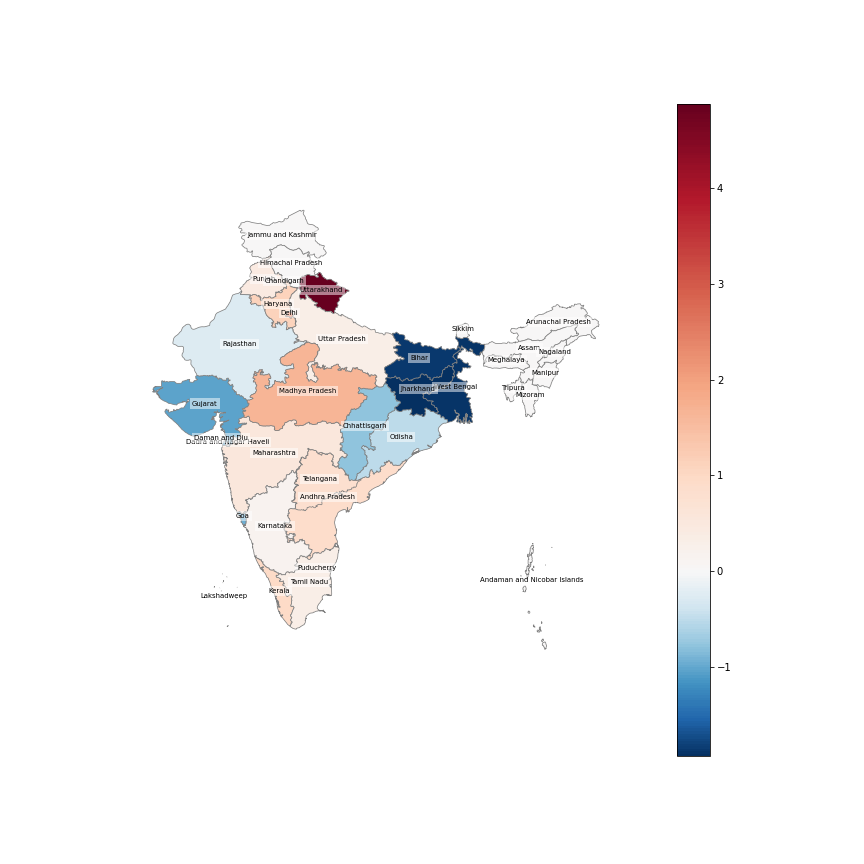 4
3
2
1
0
−1
Jammu and Kashmir
Himachal Pradesh
Chandigarh
Uttarakhand
Haryana
Delhi
Arunachal Pradesh
Sikkim
Uttar Pradesh
Rajasthan
Assam
Nagaland
Bihar
Meghalaya
Manipur
Jharkhand
West Bengal
Tripura
Mizoram
Madhya Pradesh
Gujarat
Chhattisgarh
Odisha
Daman and Diu
Dadra and Nagar Haveli
Maharashtra
Telangana
Andhra Pradesh
Goa
Karnataka
Puducherry
Tamil Nadu
Andaman and Nicobar Islands
Kerala
Lakshadweep